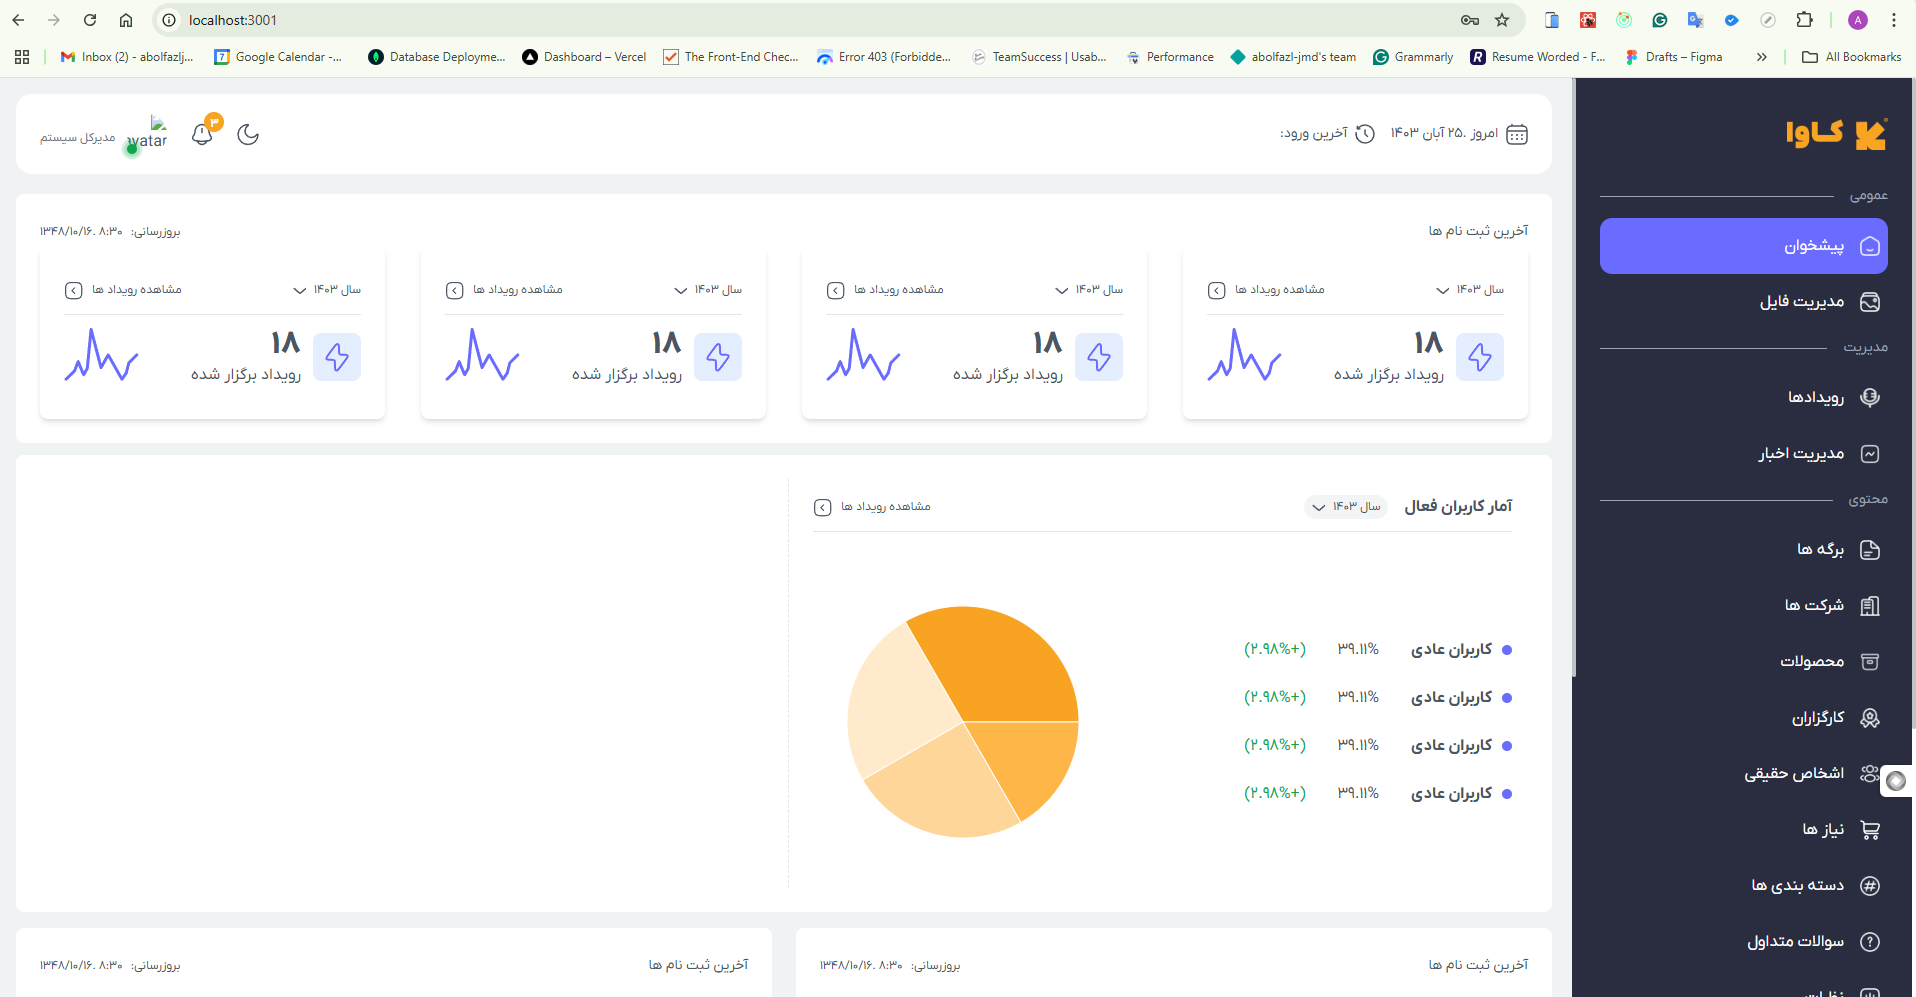 localhost:3001
A
Inbox (2) - abolfazlj...
Google Calendar -...
Database Deployme...
Dashboard – Vercel
The Front-End Chec...
Error 403 (Forbidde...
TeamSuccess | Usab...
Performance
abolfazl-jmd's team
Grammarly
Resume Worded - F...
Drafts – Figma
All Bookmarks
کاوا
عمومی
پیشخوان
مدیریت فایل
مدیریت
رویدادها
مدیریت اخبار
محتوی
برگه ها
شرکت ها
محصولات
کارگزاران
اشخاص حقیقی
نیاز ها
دسته بندی ها
سوالات متداول
امروز .۲۵ آبان ۱۴۰۳
آخرین ورود:
۳
avatar
مدیرکل سیستم
آخرین ثبت نام ها
بروزرسانی: ۸:۳۰ .۱۳۴۸/۱۰/۱۶
سال ۱۴۰۳
مشاهده رویداد ها
۱۸
رویداد برگزار شده
سال ۱۴۰۳
مشاهده رویداد ها
۱۸
رویداد برگزار شده
سال ۱۴۰۳
مشاهده رویداد ها
۱۸
رویداد برگزار شده
سال ۱۴۰۳
مشاهده رویداد ها
۱۸
رویداد برگزار شده
آمار کاربران فعال
سال ۱۴۰۳
مشاهده رویداد ها
کاربران عادی ۳۹.۱۱% (+۲.۹۸%)
کاربران عادی ۳۹.۱۱% (+۲.۹۸%)
کاربران عادی ۳۹.۱۱% (+۲.۹۸%)
کاربران عادی ۳۹.۱۱% (+۲.۹۸%)
آخرین ثبت نام ها
بروزرسانی: ۸:۳۰ .۱۳۴۸/۱۰/۱۶
آخرین ثبت نام ها
بروزرسانی: ۸:۳۰ .۱۳۴۸/۱۰/۱۶